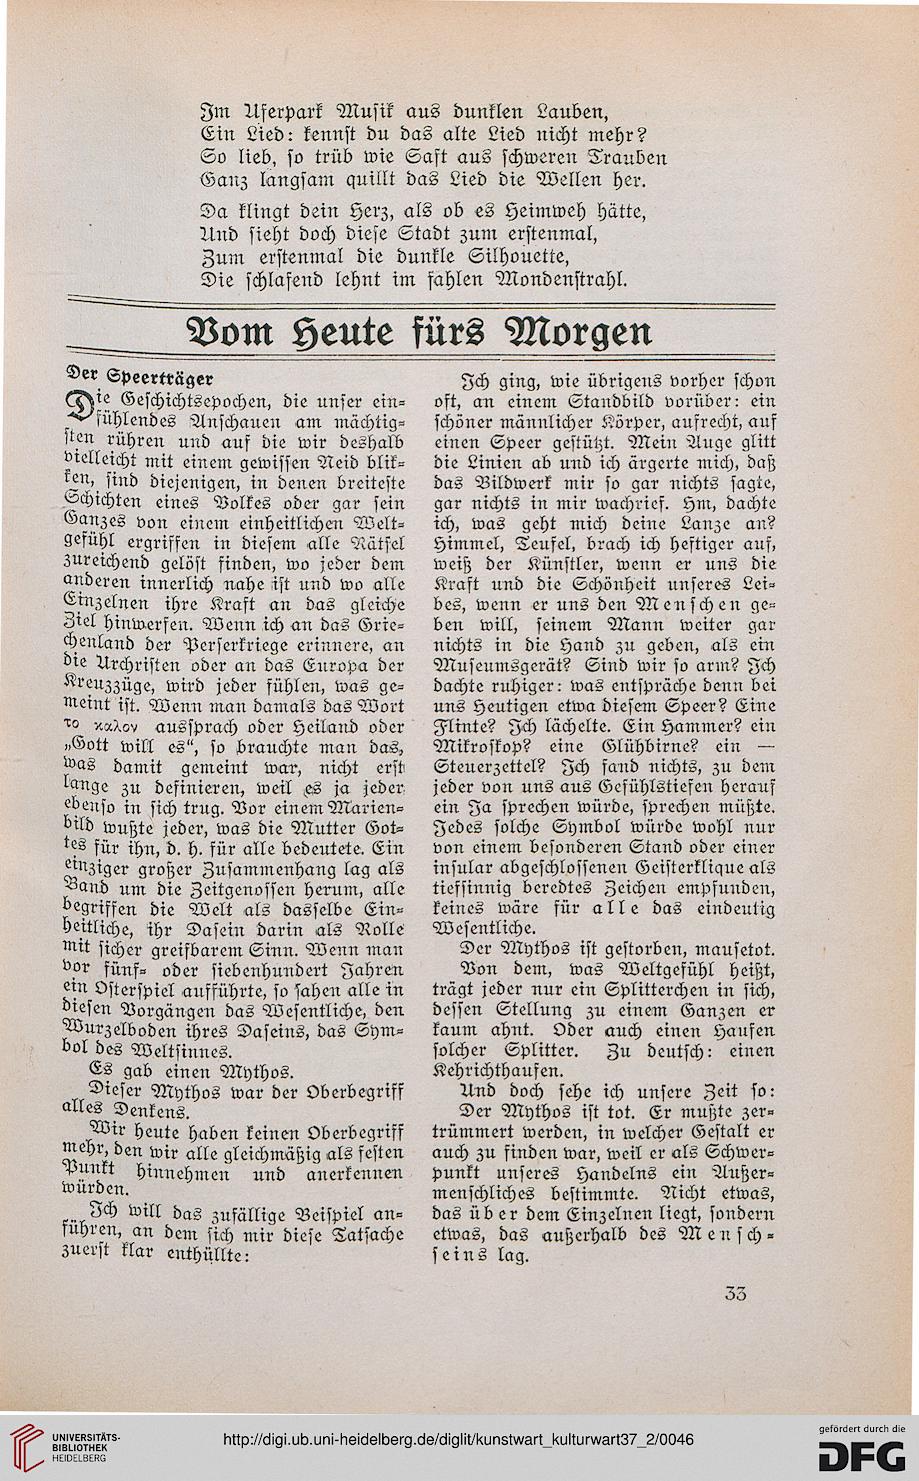 Im Uferpark Musik aus dunklen Lauben,
Ein Lied: kennst du das alte Lied nicht mehr?
So lieb, so trüb wie Saft aus schweren Trauben
Ganz langsam quillt das Lied die Wellen her.
Da klingt dein Herz, als ob es Heimweh hätte,
Und sieht doch diese Stadt zum erstenmal,
Zum erstenmal die dunkle Silhouette,
Die schlafend lehnt im fahlen Mondenstrahl.
Vom Heute fürs Morgen
Der Speerträger
Die Geschichtsepochen, die unser ein-
fühlendes Anschauen am mächtig-
sten rühren und auf die wir deshalb
vielleicht mit einem gewissen Neid blik-
ken, sind diejenigen, in denen breiteste
Schichten eines Volkes oder gar sein
Ganzes von einem einheitlichen Welt-
gefühl ergriffen in diesem alle Rätsel
zureichend gelöst finden, wo jeder dem
anderen innerlich nahe ist und wo alle
Einzelnen ihre Kraft an das gleiche
Ziel hinwerfen. Wenn ich an das Grie-
chenland der Perserkriege erinnere, an
die Urchristen oder an das Europa der
Kreuzzüge, wird jeder fühlen, was ge-
meint ist. Wenn man damals das Wort
το καλον aussprach oder Heiland oder
„Gott will es“, so brauchte man das,
was damit gemeint war, nicht erst
lange zu definieren, weil es ja jeder
ebenso in sich trug. Vor einem Marien-
bild wußte jeder, was die Mutter Got-
tes für ihn, d. h. für alle bedeutete. Ein
einziger großer Zusammenhang lag als
Band um die Zeitgenossen herum, alle
begriffen die Welt als dasselbe Ein-
heitliche, ihr Dasein darin als Rolle
mit sicher greifbarem Sinn. Wenn man
vor fünf- oder siebenhundert Jahren
ein Osterspiel aufführte, so sahen alle in
diesen Vorgängen das Wesentliche, den
Wurzelboden ihres Daseins, das Sym-
bol des Weltsinnes.
Es gab einen Mythos.
Dieser Mythos war der Oberbegriff
alles Denkens.
Wir heute haben keinen Oberbegriff
mehr, den wir alle gleichmäßig als festen
Punkt hinnehmen und anerkennen
würden.
Ich will das zufällige Beispiel an-
führen, an dem sich mir diese Tatsache
zuerst klar enthüllte:
Ich ging, wie übrigens vorher schon
oft, an einem Standbild vorüber: ein
schöner männlicher Körper, aufrecht, auf
einen Speer gestützt. Mein Auge glitt
die Linien ab und ich ärgerte mich, daß
das Bildwerk mir so gar nichts sagte,
gar nichts in mir wachrief. Hm, dachte
ich, was geht mich deine Lanze an?
Himmel, Teufel, brach ich heftiger auf,
weiß der Künstler, wenn er uns die
Kraft und die Schönheit unseres Lei-
bes, wenn er uns den Menschen ge-
ben will, seinem Mann weiter gar
nichts in die Hand zu geben, als ein
Museumsgerät? Sind wir so arm? Ich
dachte ruhiger: was entspräche denn bei
uns Heutigen etwa diesem Speer? Eine
Flinte? Ich lächelte. Ein Hammer? ein
Mikroskop? eine Glühbirne? ein —
Steuerzettel? Ich fand nichts, zu dem
jeder von uns aus Gefühlstiefen herauf
ein Ja sprechen würde, sprechen müßte.
Jedes solche Symbol würde wohl nur
von einem besonderen Stand oder einer
insular abgeschlossenen Geisterklique als
tiefsinnig beredtes Zeichen empfunden,
keines wäre für alle das eindeutig
Wesentliche.
Der Mythos ist gestorben, mausetot.
Von dem, was Weltgefühl heißt,
trägt jeder nur ein Splitterchen in sich,
dessen Stellung zu einem Ganzen er
kaum ahnt. Oder auch einen Haufen
solcher Splitter. Zu deutsch: einen
Kehrichthaufen.
Und doch sehe ich unsere Zeit so:
Der Mythos ist tot. Er mußte zer-
trümmert werden, in welcher Gestalt er
auch zu finden war, weil er als Schwer-
punkt unseres Handelns ein Außer-
menschliches bestimmte. Nicht etwas,
das über dem Einzelnen liegt, sondern
etwas, das außerhalb des Mensch-
seins lag.
33
UNIVERSITÄTS-
BIBLIOTHEK
HEIDELBERG
http://digi.ub.uni-heidelberg.de/diglit/kunstwart_kulturwart37_2/0046
gefördert durch die
DFG